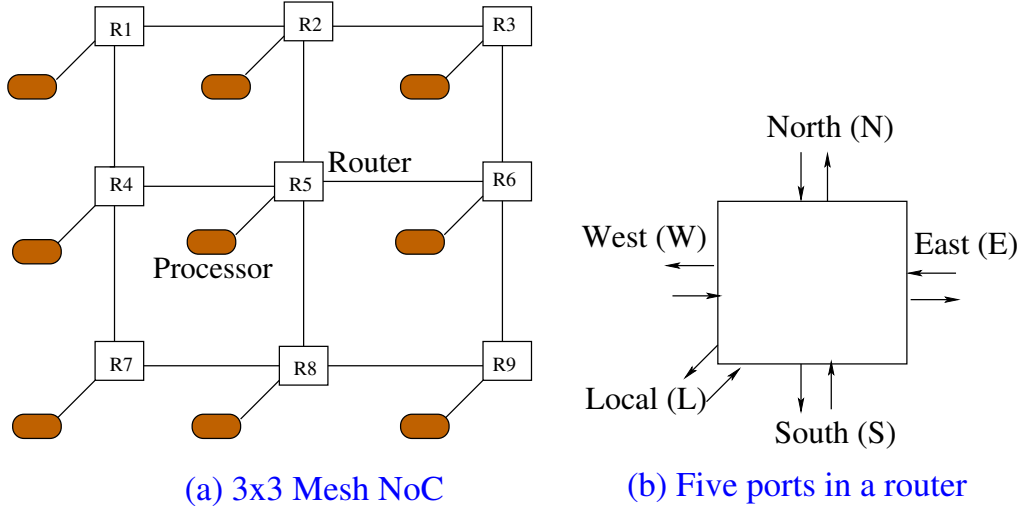 R1
R2
R3
North (N)
Router
R4
R5
R6
West (W)
East (E)
Processor
R7
R8
R9
Local (L)
South (S)
(a) 3x3 Mesh NoC
(b) Five ports in a router